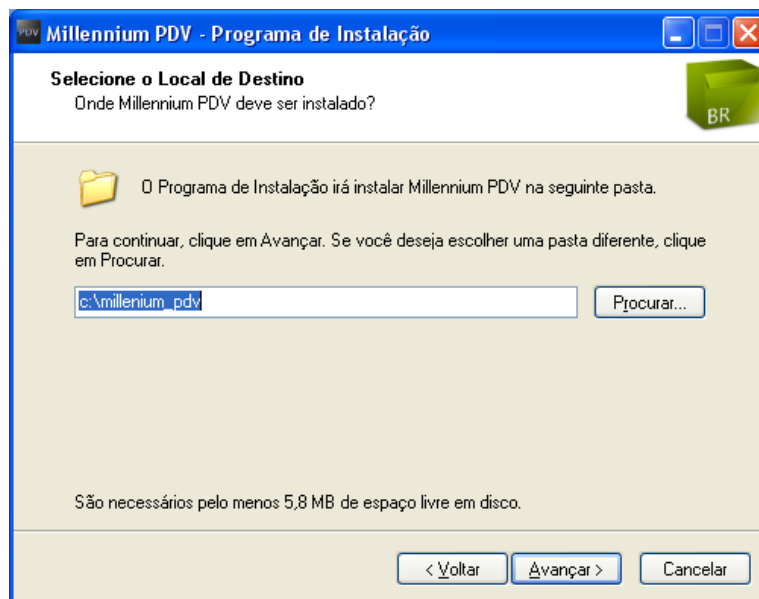 PDV Millennium PDV - Programa de Instalação
Selecione o Local de Destino
Onde Millennium PDV deve ser instalado?
BR
O Programa de Instalação irá instalar Millennium PDV na seguinte pasta.
Para continuar, clique em Avançar. Se você deseja escolher uma pasta diferente, clique
em Procurar.
c:\millenium_pdv
Procurar...
São necessários pelo menos 5,8 MB de espaço livre em disco.
< Voltar Avançar > Cancelar